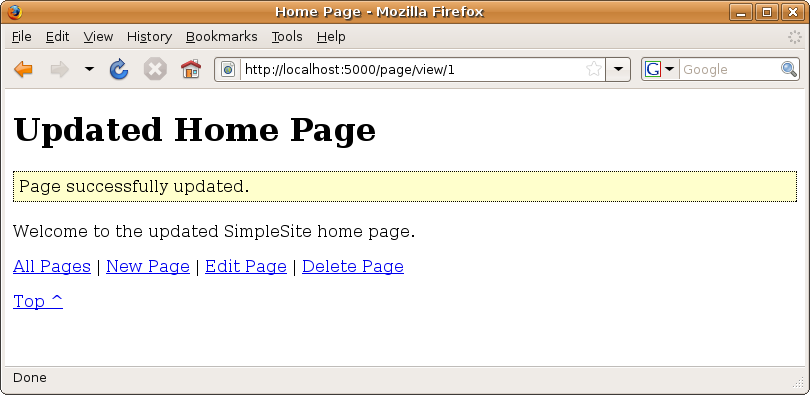 Home Page - Mozilla Firefox
File Edit View History Bookmarks Tools Help
http://localhost:5000/page/view/1 G Google
Updated Home Page
Page successfully updated.
Welcome to the updated SimpleSite home page.
All Pages | New Page | Edit Page | Delete Page
Top ^
Done